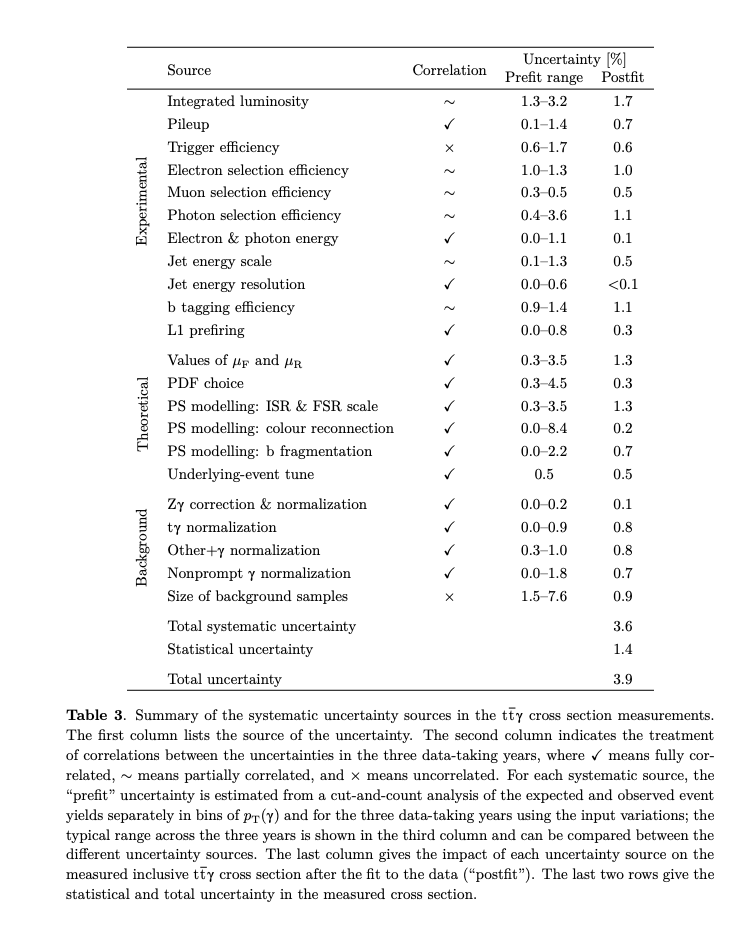 Uncertainty [%]
Source Correlation Prefit range Postfit
Experimental
Integrated luminosity ∼ 1.3–3.2 1.7
Pileup ✓ 0.1–1.4 0.7
Trigger efficiency × 0.6–1.7 0.6
Electron selection efficiency ∼ 1.0–1.3 1.0
Muon selection efficiency ∼ 0.3–0.5 0.5
Photon selection efficiency ∼ 0.4–3.6 1.1
Electron & photon energy ✓ 0.0–1.1 0.1
Jet energy scale ∼ 0.1–1.3 0.5
Jet energy resolution ✓ 0.0–0.6 <0.1
b tagging efficiency ∼ 0.9–1.4 1.1
L1 prefiring ✓ 0.0–0.8 0.3
Theoretical
Values of μF and μR ✓ 0.3–3.5 1.3
PDF choice ✓ 0.3–4.5 0.3
PS modelling: ISR & FSR scale ✓ 0.3–3.5 1.3
PS modelling: colour reconnection ✓ 0.0–8.4 0.2
PS modelling: b fragmentation ✓ 0.0–2.2 0.7
Underlying-event tune ✓ 0.5 0.5
Background
Zγ correction & normalization ✓ 0.0–0.2 0.1
tγ normalization ✓ 0.0–0.9 0.8
Other+γ normalization ✓ 0.3–1.0 0.8
Nonprompt γ normalization ✓ 0.0–1.8 0.7
Size of background samples × 1.5–7.6 0.9
Total systematic uncertainty 3.6
Statistical uncertainty 1.4
Total uncertainty 3.9
Table 3. Summary of the systematic uncertainty sources in the tt̄γ cross section measurements.
The first column lists the source of the uncertainty. The second column indicates the treatment
of correlations between the uncertainties in the three data-taking years, where ✓ means fully cor-
related, ∼ means partially correlated, and × means uncorrelated. For each systematic source, the
“prefit” uncertainty is estimated from a cut-and-count analysis of the expected and observed event
yields separately in bins of pT(γ) and for the three data-taking years using the input variations; the
typical range across the three years is shown in the third column and can be compared between the
different uncertainty sources. The last column gives the impact of each uncertainty source on the
measured inclusive tt̄γ cross section after the fit to the data (“postfit”). The last two rows give the
statistical and total uncertainty in the measured cross section.